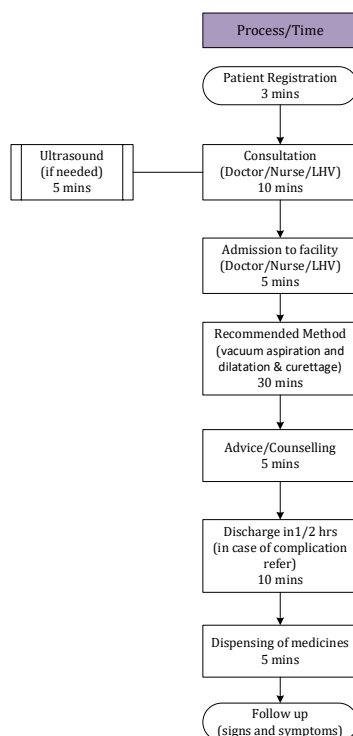 Process/Time
Patient Registration
3 mins
Ultrasound
(if needed)
5 mins
Consultation
(Doctor/Nurse/LHV)
10 mins
Admission to facility
(Doctor/Nurse/LHV)
5 mins
Recommended Method
(vacuum aspiration and
dilatation & curettage)
30 mins
Advice/Counselling
5 mins
Discharge in1/2 hrs
(in case of complication
refer)
10 mins
Dispensing of medicines
5 mins
Follow up
(signs and symptoms)